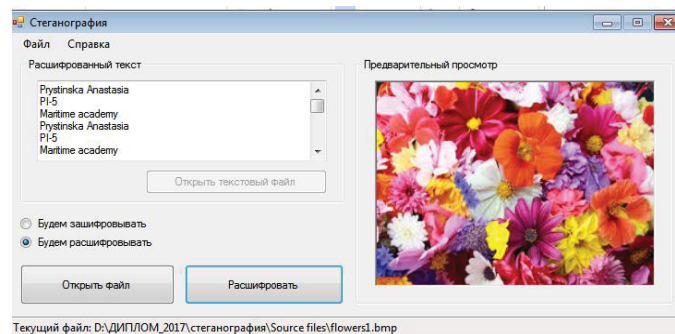 Стеганография
Файл Справка
Расшифрованный текст
Prystinska Anastasia
PI-5
Maritime academy
Prystinska Anastasia
PI-5
Maritime academy
Открыть текстовый файл
Будем зашифровывать
Будем расшифровывать
Открыть файл
Расшифровать
Предварительный просмотр
Текущий файл: D:\ДИПЛОМ_2017\стеганография\Source files\flowers1.bmp